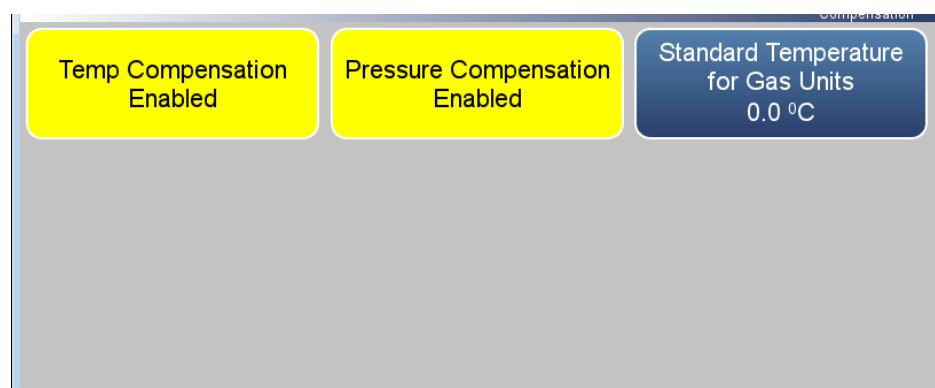 Compensation
Temp Compensation
Enabled
Pressure Compensation
Enabled
Standard Temperature
for Gas Units
0.0 ⁰C